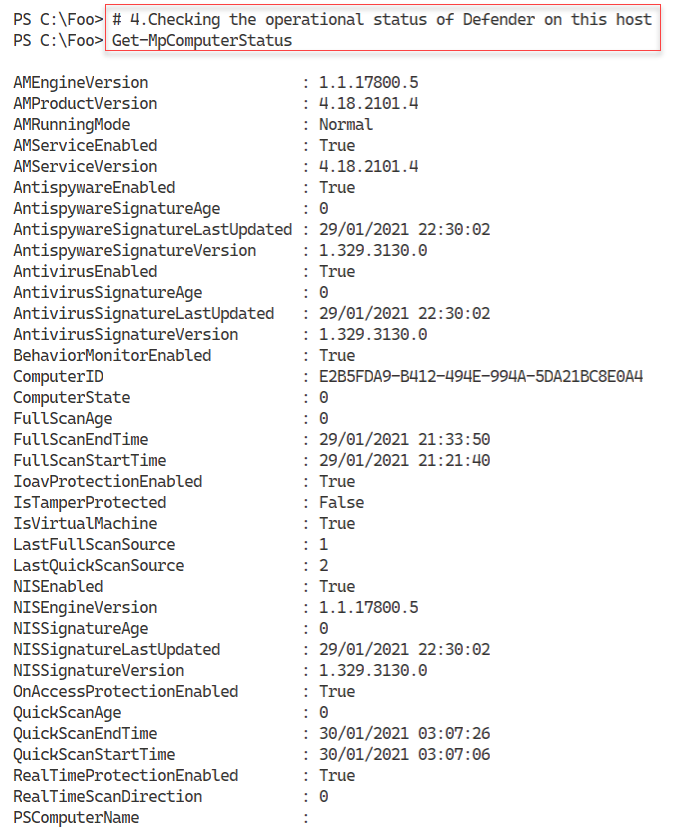 PS C:\Foo> # 4.Checking the operational status of Defender on this host
PS C:\Foo> Get-MpComputerStatus
AMEngineVersion : 1.1.17800.5
AMProductVersion : 4.18.2101.4
AMRunningMode : Normal
AMServiceEnabled : True
AMServiceVersion : 4.18.2101.4
AntispywareEnabled : True
AntispywareSignatureAge : 0
AntispywareSignatureLastUpdated : 29/01/2021 22:30:02
AntispywareSignatureVersion : 1.329.3130.0
AntivirusEnabled : True
AntivirusSignatureAge : 0
AntivirusSignatureLastUpdated : 29/01/2021 22:30:02
AntivirusSignatureVersion : 1.329.3130.0
BehaviorMonitorEnabled : True
ComputerID : E2B5FDA9-B412-494E-994A-5DA21BC8E0A4
ComputerState : 0
FullScanAge : 0
FullScanEndTime : 29/01/2021 21:33:50
FullScanStartTime : 29/01/2021 21:21:40
IoavProtectionEnabled : True
IsTamperProtected : False
IsVirtualMachine : True
LastFullScanSource : 1
LastQuickScanSource : 2
NISEnabled : True
NISEngineVersion : 1.1.17800.5
NISSignatureAge : 0
NISSignatureLastUpdated : 29/01/2021 22:30:02
NISSignatureVersion : 1.329.3130.0
OnAccessProtectionEnabled : True
QuickScanAge : 0
QuickScanEndTime : 30/01/2021 03:07:26
QuickScanStartTime : 30/01/2021 03:07:06
RealTimeProtectionEnabled : True
RealTimeScanDirection : 0
PSComputerName :